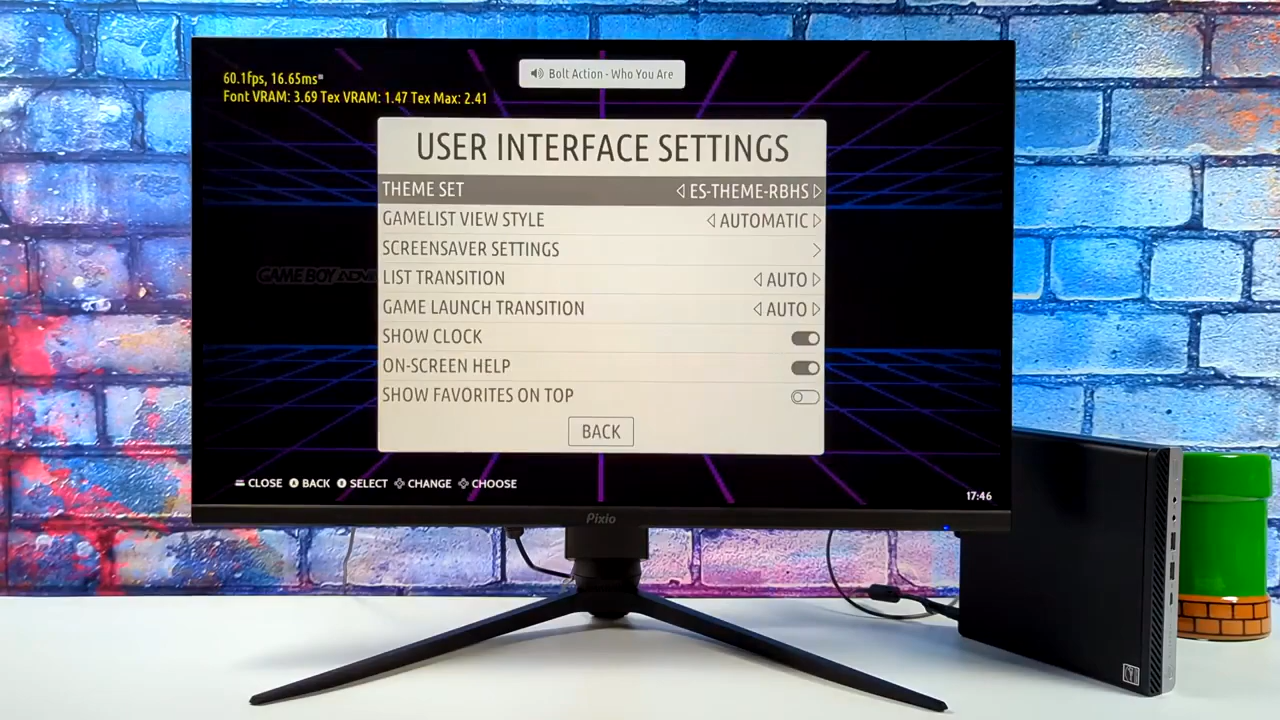 60.1fps, 16.65ms
Font VRAM: 3.69 Tex VRAM: 1.47 Tex Max: 2.41
Bolt Action - Who You Are
USER INTERFACE SETTINGS
THEME SET ES-THEME-RBHS
GAMELIST VIEW STYLE AUTOMATIC
SCREENSAVER SETTINGS
GAME BOY
LIST TRANSITION AUTO
GAME LAUNCH TRANSITION AUTO
SHOW CLOCK
ON-SCREEN HELP
SHOW FAVORITES ON TOP
BACK
CLOSE BACK SELECT CHANGE CHOOSE
17:46
Pixio